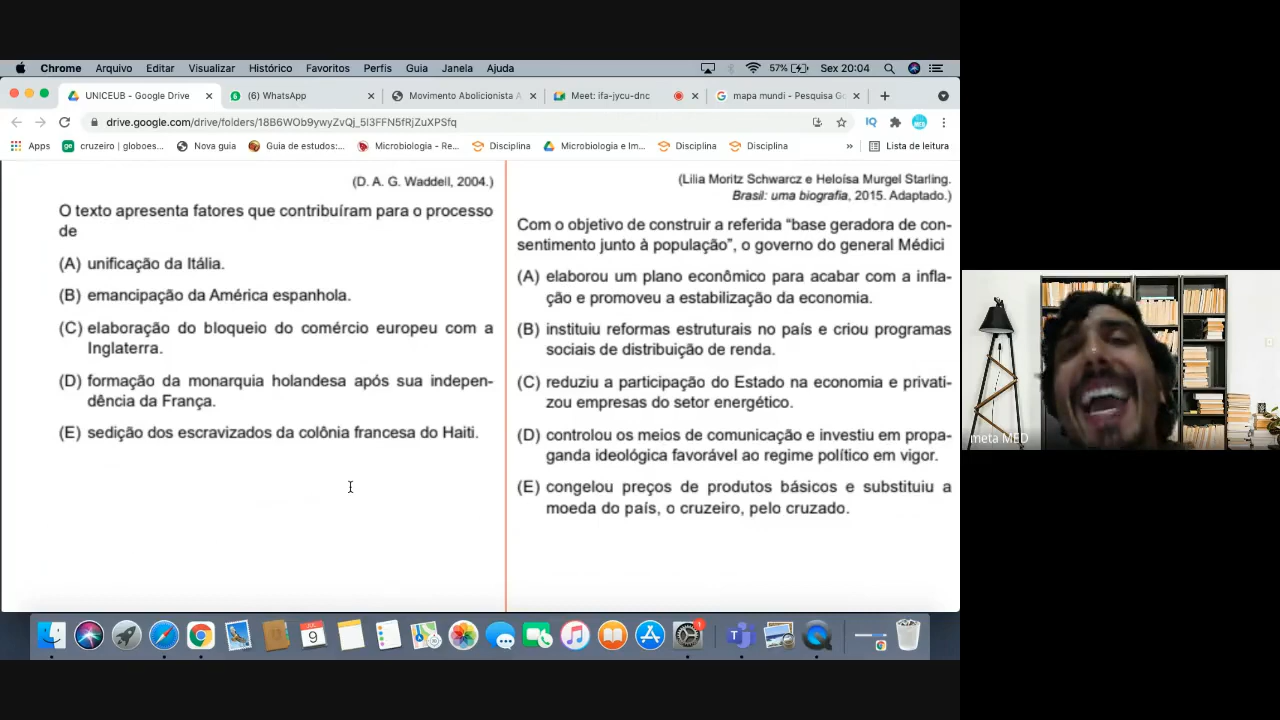 Chrome Arquivo Editar Visualizar Histórico Favoritos Perfis Guia Janela Ajuda 57% Sex 20:04
UNICEUB - Google Drive × (6) WhatsApp × Movimento Abolicionista A × Meet: ifa-jycu-dnc × mapa mundi - Pesquisa Go × +
drive.google.com/drive/folders/18B6WOb9ywyZvQj_5I3FFN5fRjZuXPSfq
Apps cruzeiro | globoes... Nova guia Guia de estudos:... Microbiologia - Re... Disciplina Microbiologia e Im... Disciplina Disciplina » Lista de leitura
(D. A. G. Waddell, 2004.)
O texto apresenta fatores que contribuíram para o processo
de
(A) unificação da Itália.
(B) emancipação da América espanhola.
(C) elaboração do bloqueio do comércio europeu com a
Inglaterra.
(D) formação da monarquia holandesa após sua indepen-
dência da França.
(E) sedição dos escravizados da colônia francesa do Haiti.
(Lilia Moritz Schwarcz e Heloísa Murgel Starling.
Brasil: uma biografia, 2015. Adaptado.)
Com o objetivo de construir a referida “base geradora de con-
sentimento junto à população”, o governo do general Médici
(A) elaborou um plano econômico para acabar com a infla-
ção e promoveu a estabilização da economia.
(B) instituiu reformas estruturais no país e criou programas
sociais de distribuição de renda.
(C) reduziu a participação do Estado na economia e privati-
zou empresas do setor energético.
(D) controlou os meios de comunicação e investiu em propa-
ganda ideológica favorável ao regime político em vigor.
(E) congelou preços de produtos básicos e substituiu a
moeda do país, o cruzeiro, pelo cruzado.
meta MED
JUL
9
1